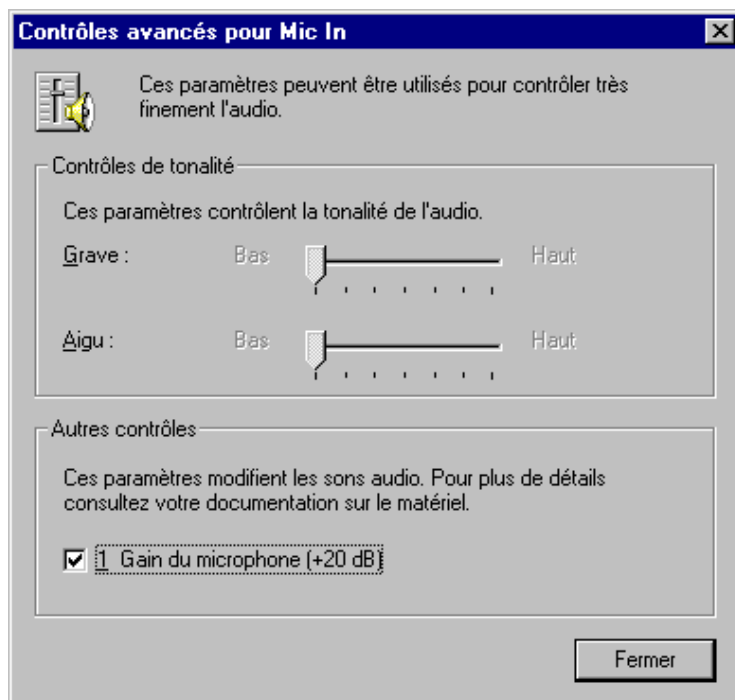 Contrôles avancés pour Mic In
Ces paramètres peuvent être utilisés pour contrôler très
finement l'audio.
Contrôles de tonalité
Ces paramètres contrôlent la tonalité de l'audio.
Grave : Bas Haut
Aigu : Bas Haut
Autres contrôles
Ces paramètres modifient les sons audio. Pour plus de détails
consultez votre documentation sur le matériel.
1 Gain du microphone (+20 dB)
Fermer